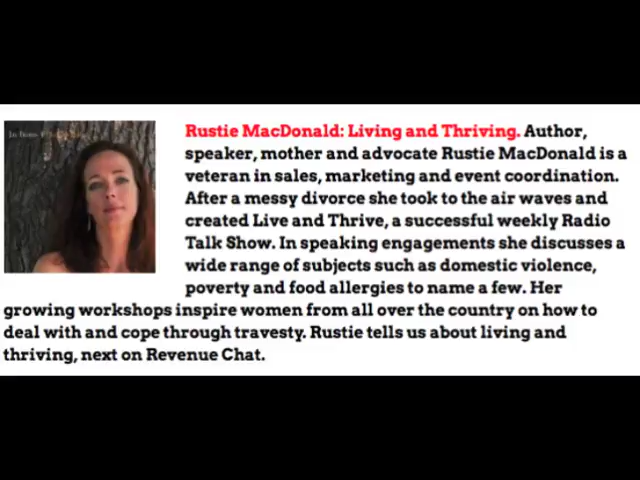 Rustie MacDonald: Living and Thriving. Author,
speaker, mother and advocate Rustie MacDonald is a
veteran in sales, marketing and event coordination.
After a messy divorce she took to the air waves and
created Live and Thrive, a successful weekly Radio
Talk Show. In speaking engagements she discusses a
wide range of subjects such as domestic violence,
poverty and food allergies to name a few. Her
growing workshops inspire women from all over the country on how to
deal with and cope through travesty. Rustie tells us about living and
thriving, next on Revenue Chat.